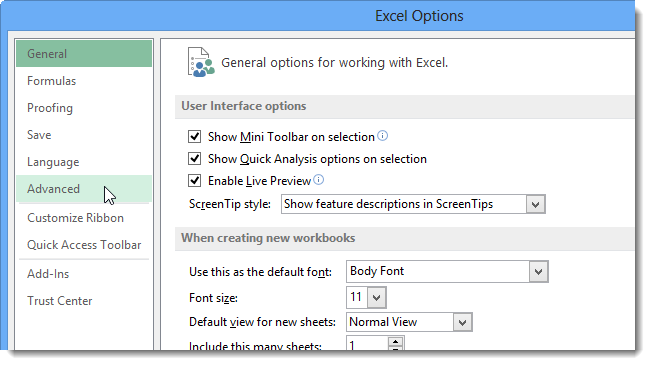 Excel Options
General
Formulas
Proofing
Save
Language
Advanced
Customize Ribbon
Quick Access Toolbar
Add-Ins
Trust Center
General options for working with Excel.
User Interface options
Show Mini Toolbar on selection
Show Quick Analysis options on selection
Enable Live Preview
ScreenTip style: Show feature descriptions in ScreenTips
When creating new workbooks
Use this as the default font: Body Font
Font size: 11
Default view for new sheets: Normal View
Include this many sheets: 1